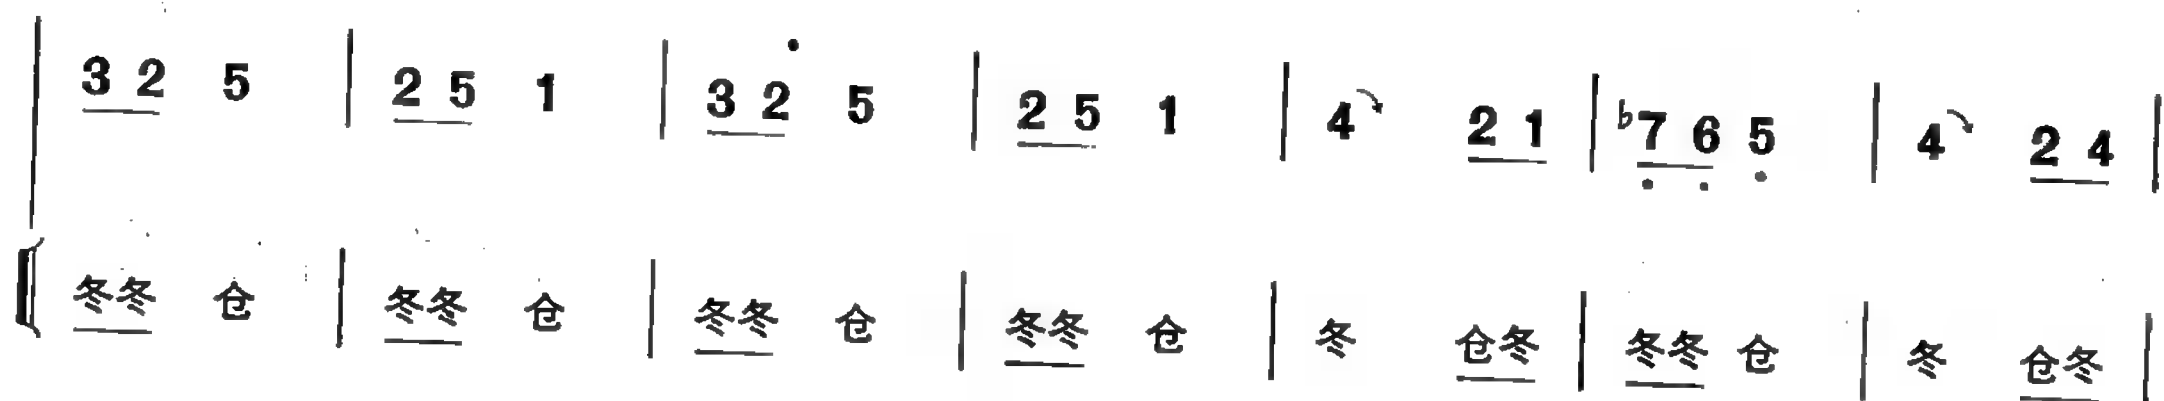 3 2 5 | 2 5 1 | 3 2 5 | 2 5 1 | 4 2 1 | ♭7 6 5 | 4 2 4 |
冬冬 仓 | 冬冬 仓 | 冬冬 仓 | 冬冬 仓 | 冬 仓冬 | 冬冬 仓 | 冬 仓冬 |